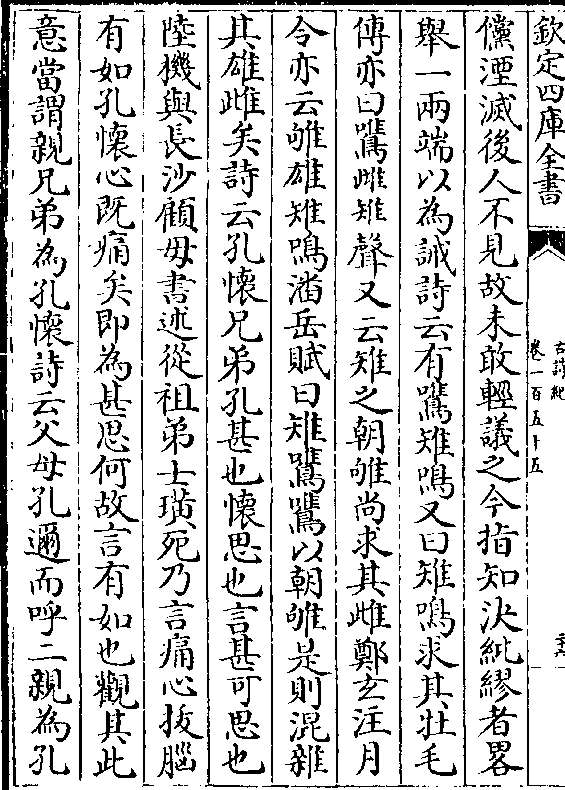 欽定四庫全書
古詩紀
卷一百五十五
儻湮滅後人不見故未敢輕議之今指知決紕繆者畧
舉一兩端以為誡詩云有鷕雉鳴又曰雉鳴求其牡毛
傳亦曰鷕雌雉聲又云雉之朝雊尚求其雌鄭玄注月
令亦云雊雄雉鳴潘岳賦曰雉鷕鷕以朝雊是則混雜
其雄雌矣詩云孔懷兄弟孔甚也懷思也言甚可思也
陸機與長沙顧母書述從祖弟士璜死乃言痛心拔腦
有如孔懷心既痛矣即為甚思何故言有如也觀其此
意當謂親兄弟為孔懷詩云父母孔邇而呼二親為孔